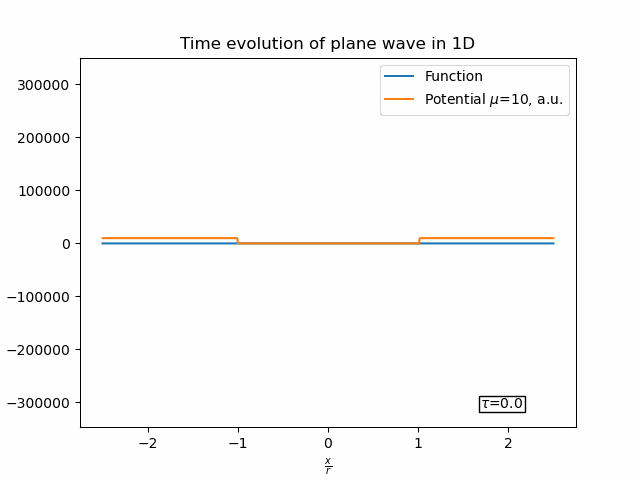 Time evolution of plane wave in 1D
Function
Potential μ=10, a.u.
300000
200000
100000
0
−100000
−200000
−300000
τ=0.0
−2
−1
0
1
2
x
r